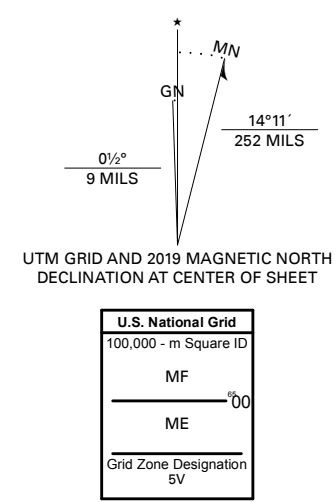 ★
MN
GN
14°11´
252 MILS
0½°
9 MILS
UTM GRID AND 2019 MAGNETIC NORTH
DECLINATION AT CENTER OF SHEET
U.S. National Grid
100,000 - m Square ID
MF
⁶⁵00
ME
Grid Zone Designation
5V